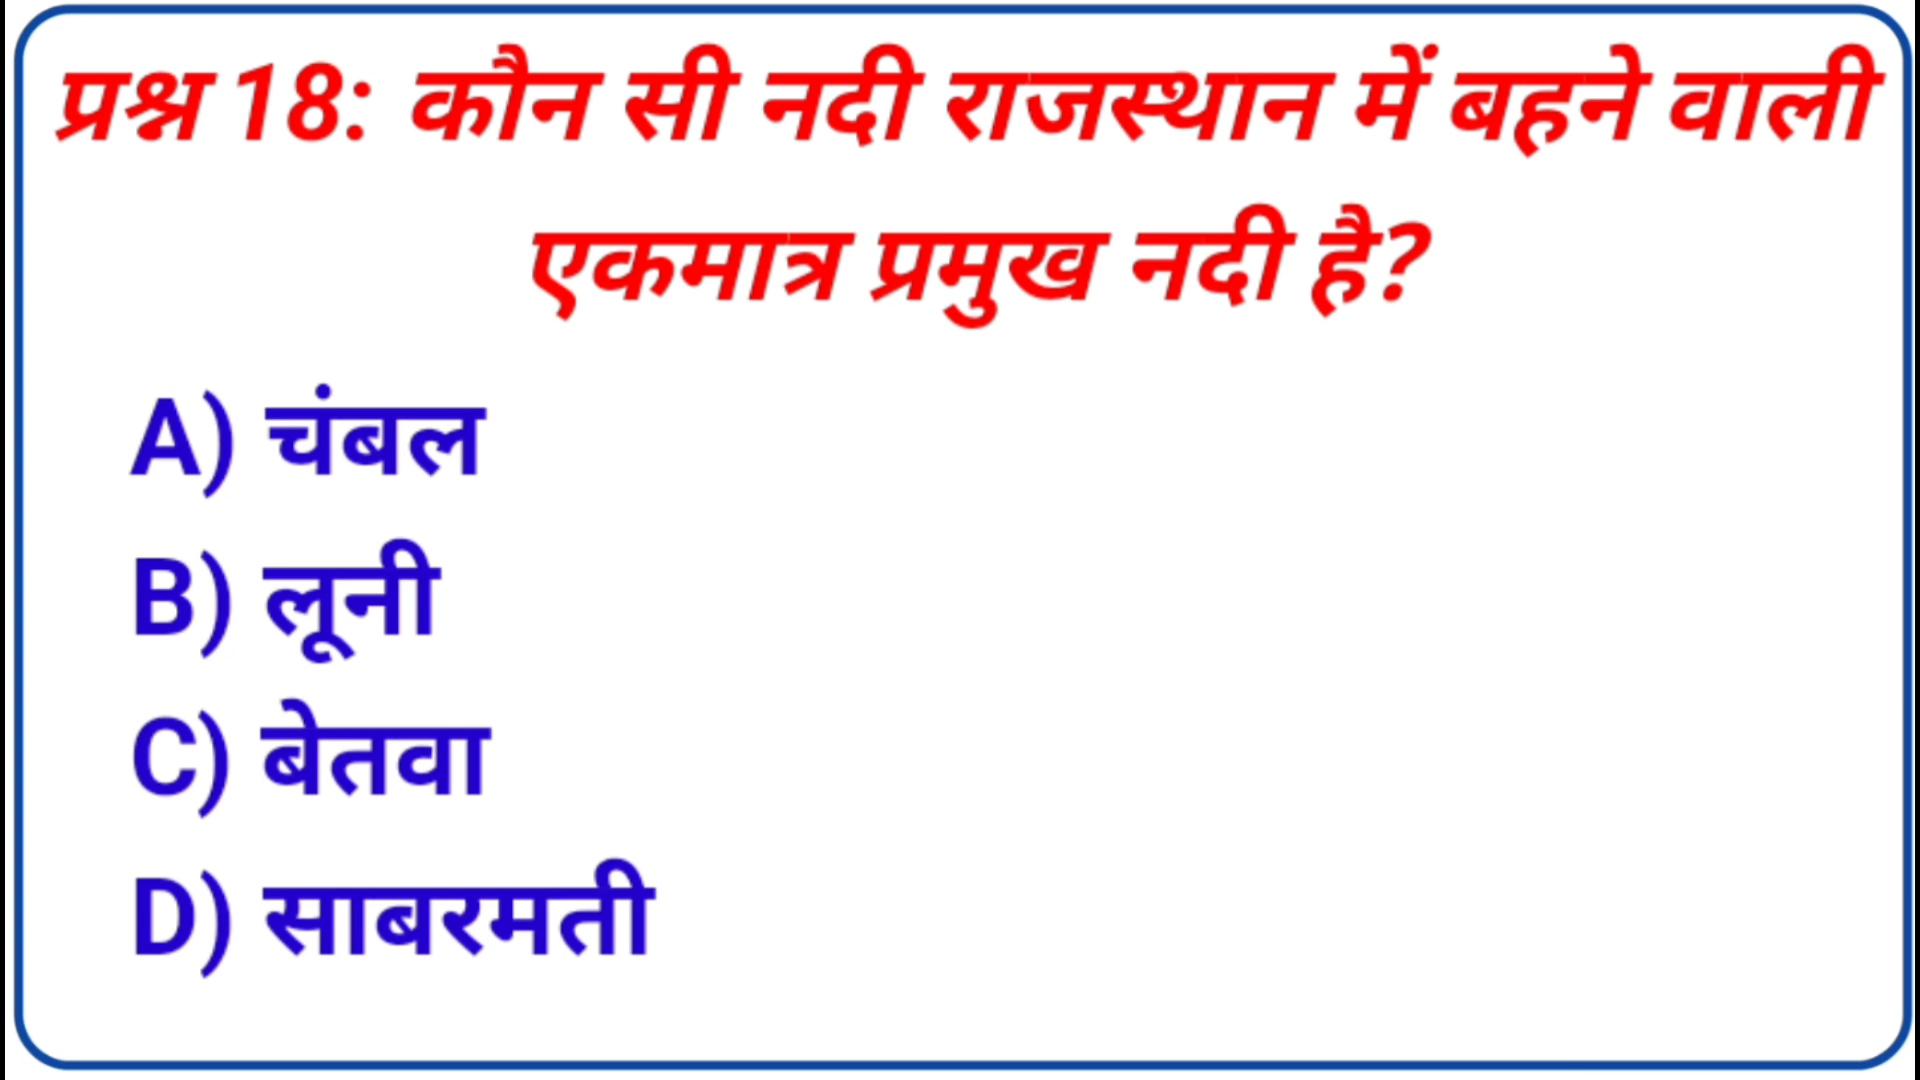 प्रश्न 18: कौन सी नदी राजस्थान में बहने वाली
एकमात्र प्रमुख नदी है?
A) चंबल
B) लूनी
C) बेतवा
D) साबरमती